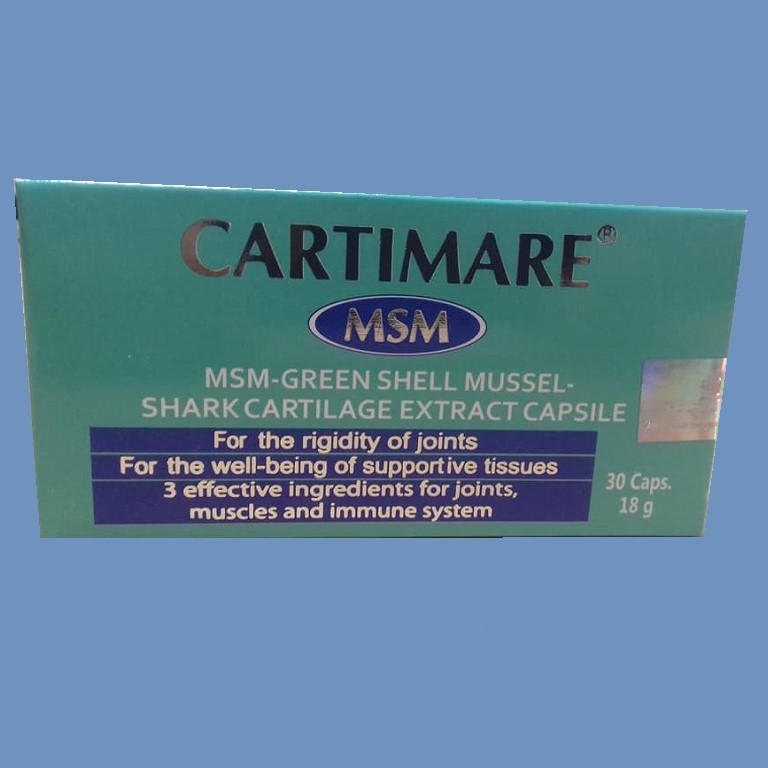 CARTIMARE®
MSM
MSM-GREEN SHELL MUSSEL-
SHARK CARTILAGE EXTRACT CAPSILE
For the rigidity of joints
For the well-being of supportive tissues
3 effective ingredients for joints,
muscles and immune system
30 Caps.
18 g